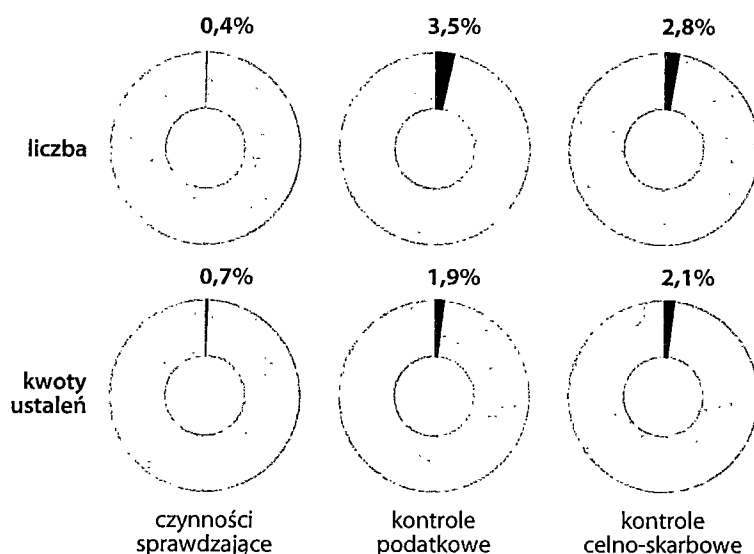 0,4% 3,5% 2,8%
liczba
0,7% 1,9% 2,1%
kwoty
ustaleń
czynności kontrole kontrole
sprawdzające podatkowe celno-skarbowe